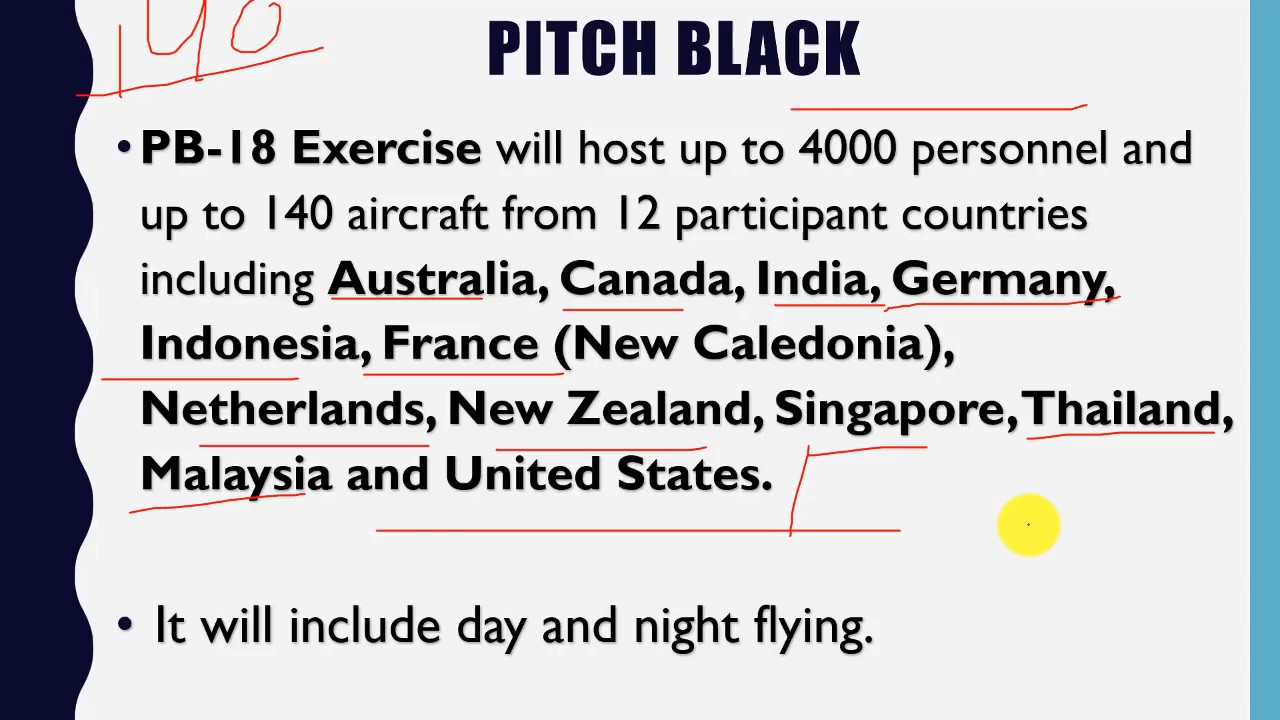 140
PITCH BLACK
•PB-18 Exercise will host up to 4000 personnel and
up to 140 aircraft from 12 participant countries
including Australia, Canada, India, Germany,
Indonesia, France (New Caledonia),
Netherlands, New Zealand, Singapore, Thailand,
Malaysia and United States.
• It will include day and night flying.